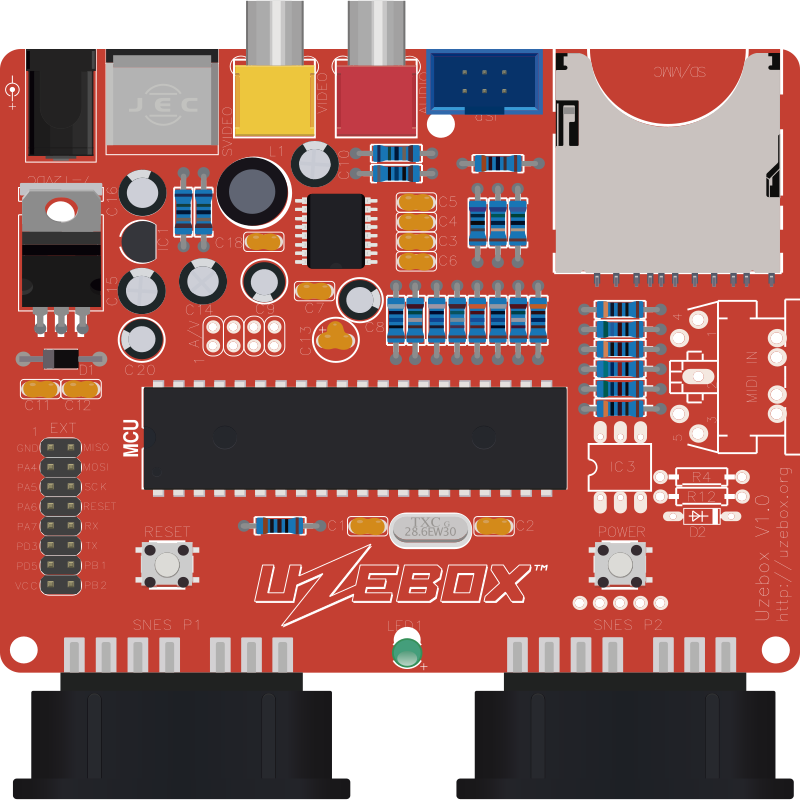 SD/MMC
JEC
SVIDEO
VIDEO
AUDIO
ISP
L1
C10
7-12VDC
C16
IC1
C18
C5
C4
C3
C6
C15
C14
C9
C7
C8
C13
A/V
1
C20
D1
C11
C12
MCU
4
1
MIDI IN
5
3
IC3
R4
R12
D2
1
EXT
GND
MISO
PA4
MOSI
PA5
SCK
PA6
RESET
PA7
RX
PD3
TX
PD5
PB1
VCC
PB2
RESET
C1
TXC
28.6EW30
C2
POWER
UZEBOX™
Uzebox V1.0
http://uzebox.org
SNES P1
LED1
SNES P2